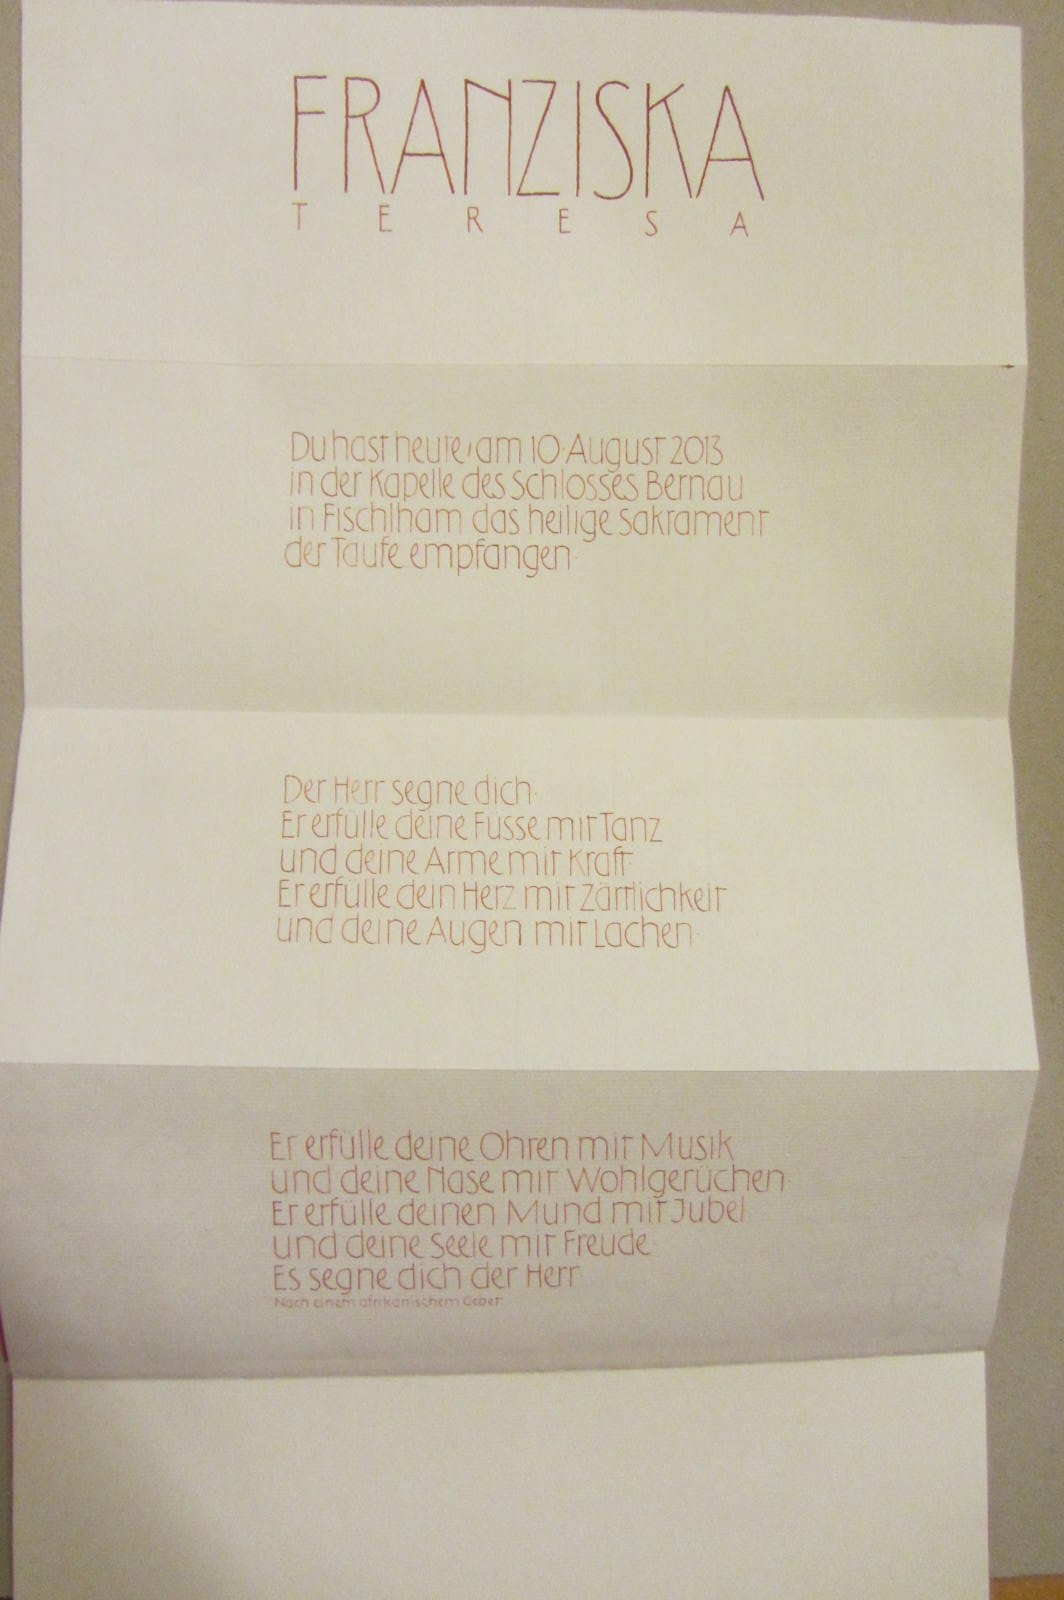 FRANZISKA
TERESA
Du hast heute, am 10. August 2013
in der Kapelle des Schlosses Bernau
in Fischlham das heilige Sakrament
der Taufe empfangen.
Der Herr segne dich.
Er erfülle deine Füsse mit Tanz
und deine Arme mit Kraft.
Er erfülle dein Herz mit Zärtlichkeit
und deine Augen mit Lachen.
Er erfülle deine Ohren mit Musik
und deine Nase mit Wohlgerüchen.
Er erfülle deinen Mund mit Jubel
und deine Seele mit Freude.
Es segne dich der Herr.
Nach einem afrikanischem Gebet